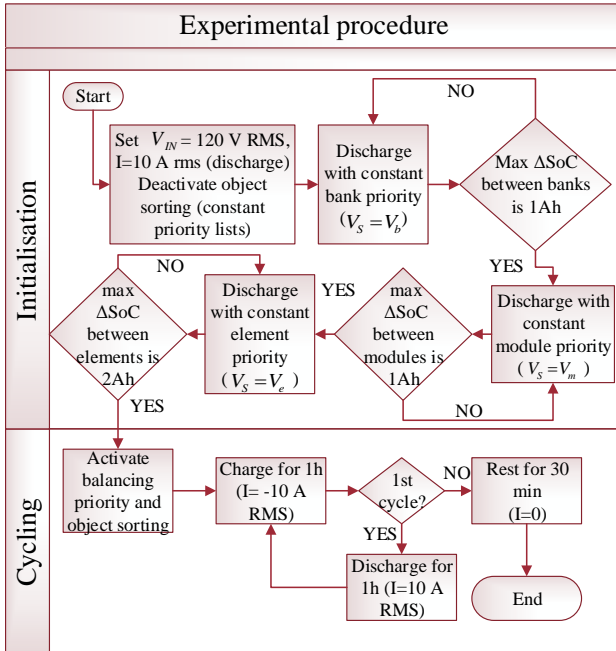 Experimental procedure
Initialisation
Start
Set V_IN = 120 V RMS,
I=10 A rms (discharge)
Deactivate object
sorting (constant
priority lists)
Discharge with
constant
bank priority
(V_S = V_b)
NO
Max ΔSoC
between banks
is 1Ah
YES
Discharge with
constant
module priority
( V_S = V_m )
NO
max
ΔSoC
between
modules is
1Ah
YES
Discharge
with constant
element
priority
(V_S = V_e )
NO
max
ΔSoC
between
elements is
2Ah
YES
Cycling
Activate
balancing
priority and
object sorting
Charge for 1h
(I= -10 A
RMS)
1st
cycle?
YES
Discharge for
1h (I=10 A
RMS)
NO
Rest for 30
min
(I=0)
End